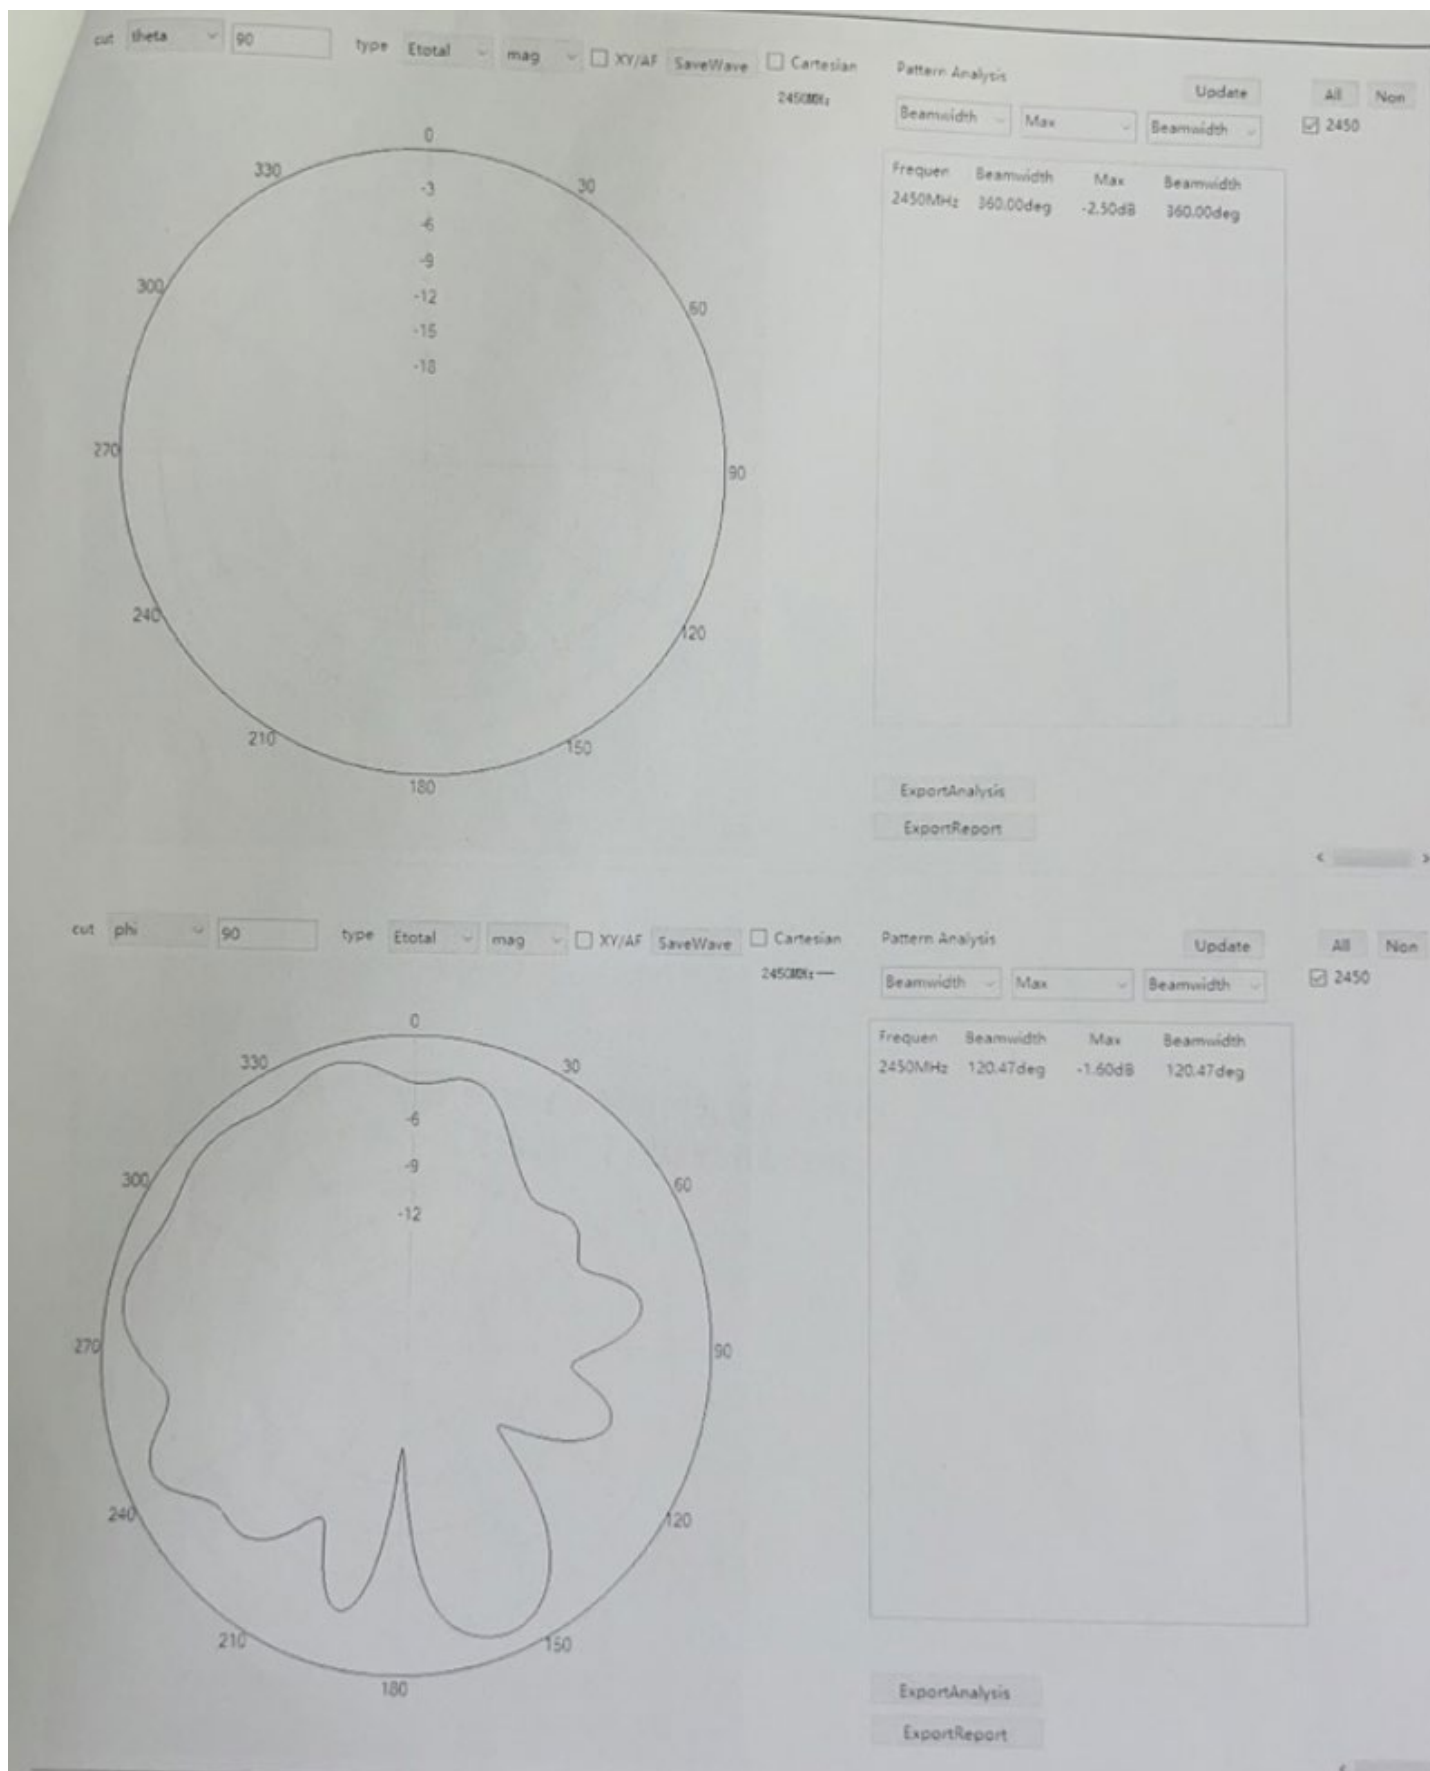 cut theta 90 type Etotal mag XY/AF SaveWave Cartesian
2450MHz
Pattern Analysis
Update All Non
Beamwidth Max Beamwidth 2450
Frequen Beamwidth Max Beamwidth
2450MHz 360.00deg -2.50dB 360.00deg
0
330
30
-3
-6
-9
300
-12
60
-15
-18
270
90
240
120
210
150
180
ExportAnalysis
ExportReport
cut phi 90 type Etotal mag XY/AF SaveWave Cartesian
2450MHz
Pattern Analysis
Update All Non
Beamwidth Max Beamwidth 2450
Frequen Beamwidth Max Beamwidth
2450MHz 120.47deg -1.60dB 120.47deg
0
330
30
-6
-9
300
60
-12
270
90
240
120
210
150
180
ExportAnalysis
ExportReport